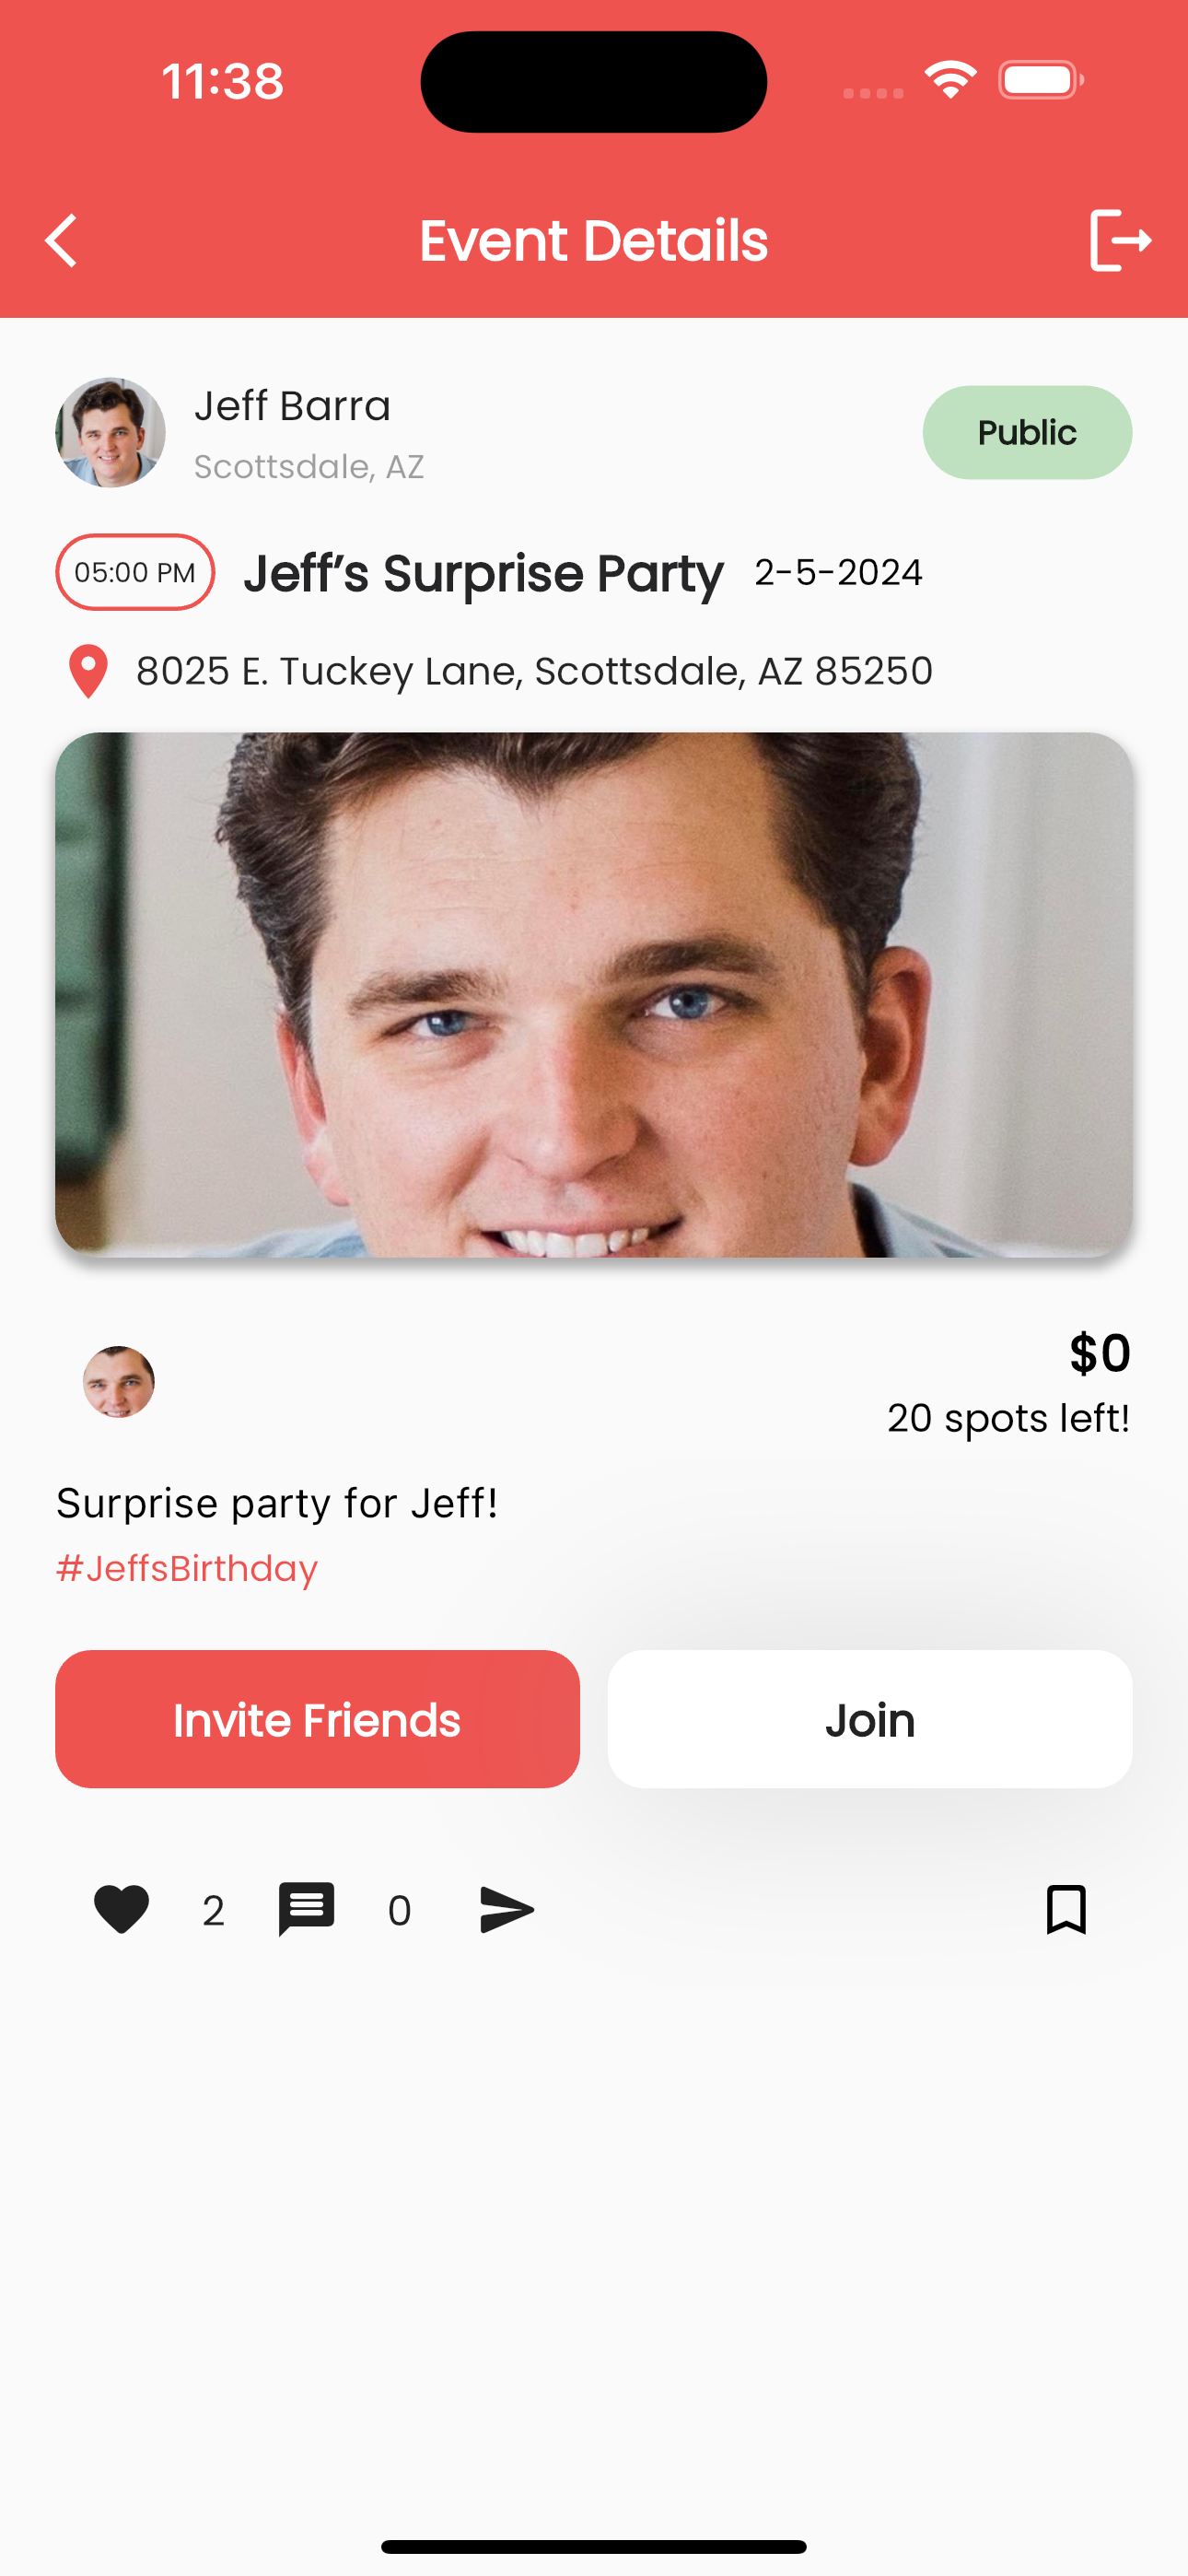 11:38
Event Details
Jeff Barra
Scottsdale, AZ
Public
05:00 PM Jeff’s Surprise Party 2-5-2024
8025 E. Tuckey Lane, Scottsdale, AZ 85250
$0
20 spots left!
Surprise party for Jeff!
#JeffsBirthday
Invite Friends Join
2 0